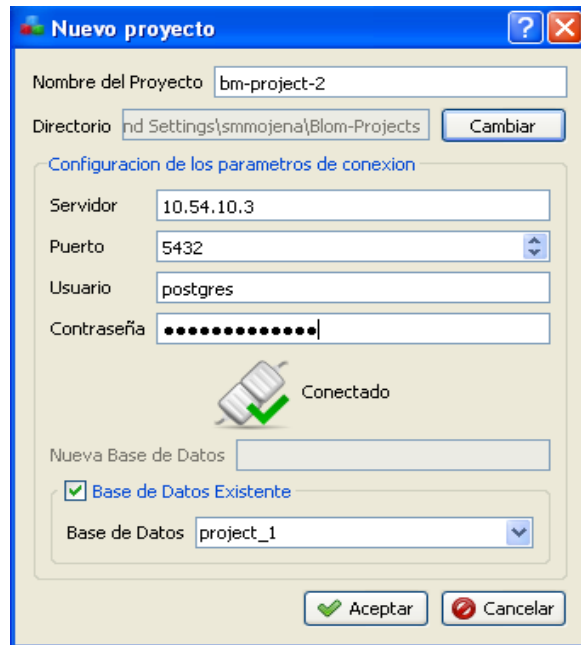 Nuevo proyecto
Nombre del Proyecto bm-project-2
Directorio nd Settings\smmojena\Blom-Projects Cambiar
Configuracion de los parametros de conexion
Servidor 10.54.10.3
Puerto 5432
Usuario postgres
Contraseña ●●●●●●●●●●●●●
Conectado
Nueva Base de Datos
Base de Datos Existente
Base de Datos project_1
Aceptar Cancelar